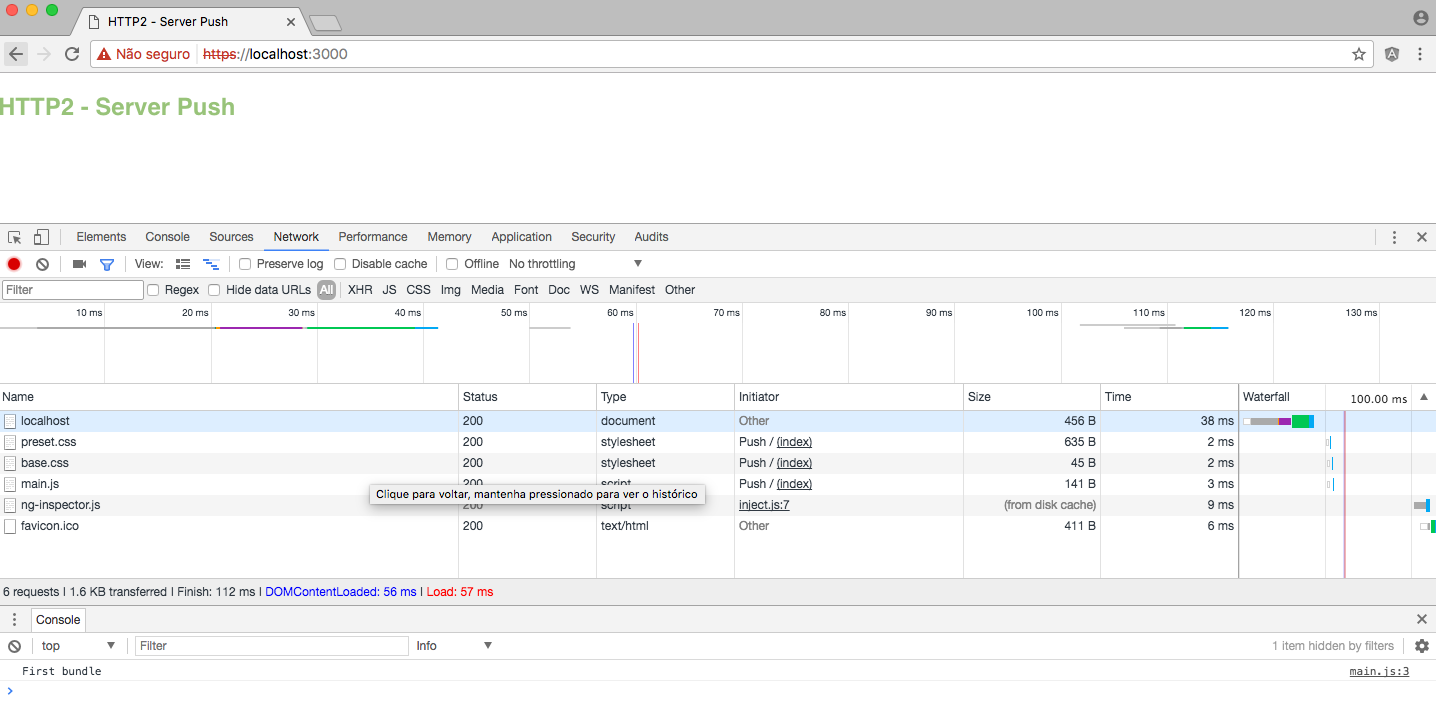 HTTP2 - Server Push
Não seguro https://localhost:3000
HTTP2 - Server Push
Elements Console Sources Network Performance Memory Application Security Audits
View: Preserve log Disable cache Offline No throttling
Filter Regex Hide data URLs All XHR JS CSS Img Media Font Doc WS Manifest Other
10 ms 20 ms 30 ms 40 ms 50 ms 60 ms 70 ms 80 ms 90 ms 100 ms 110 ms 120 ms 130 ms
Name Status Type Initiator Size Time Waterfall 100.00 ms
localhost 200 document Other 456 B 38 ms
preset.css 200 stylesheet Push / (index) 635 B 2 ms
base.css 200 stylesheet Push / (index) 45 B 2 ms
main.js 200 script Push / (index) 141 B 3 ms
Clique para voltar, mantenha pressionado para ver o histórico
ng-inspector.js 200 script inject.js:7 (from disk cache) 9 ms
favicon.ico 200 text/html Other 411 B 6 ms
6 requests | 1.6 KB transferred | Finish: 112 ms | DOMContentLoaded: 56 ms | Load: 57 ms
Console
top Filter Info 1 item hidden by filters
First bundle main.js:3